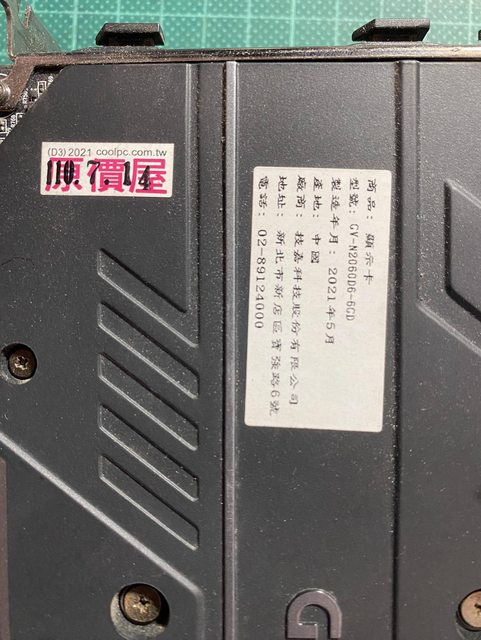 (D3) 2021 coolpc.com.tw
原價屋
110.7.14
商品：顯示卡
型號：GV-N2060D6-6GD
製造年月：2021年5月
產地：中國
廠商：技嘉科技股份有限公司
地址：新北市新店區寶強路6號
電話：02-89124000
G